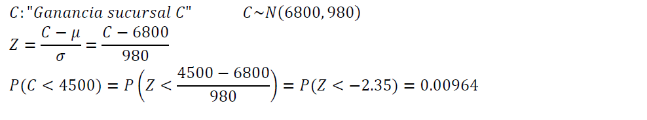 C: "Ganancia sucursal C" C~N(6800, 980)
Z = (C − μ)/σ = (C − 6800)/980
P(C < 4500) = P(Z < (4500 − 6800)/980) = P(Z < −2.35) = 0.00964